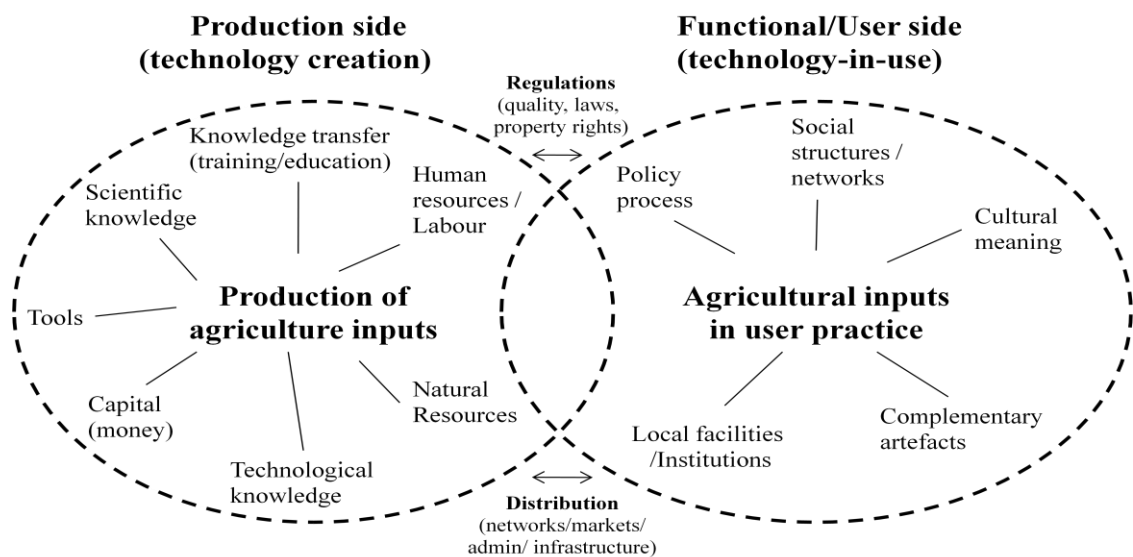 Production side
(technology creation)
Functional/User side
(technology-in-use)
Regulations
(quality, laws,
property rights)
Knowledge transfer
(training/education)
Scientific
knowledge
Human
resources /
Labour
Tools
Production of
agriculture inputs
Capital
(money)
Technological
knowledge
Natural
Resources
Policy
process
Social
structures /
networks
Cultural
meaning
Agricultural inputs
in user practice
Local facilities
/Institutions
Complementary
artefacts
Distribution
(networks/markets/
admin/ infrastructure)